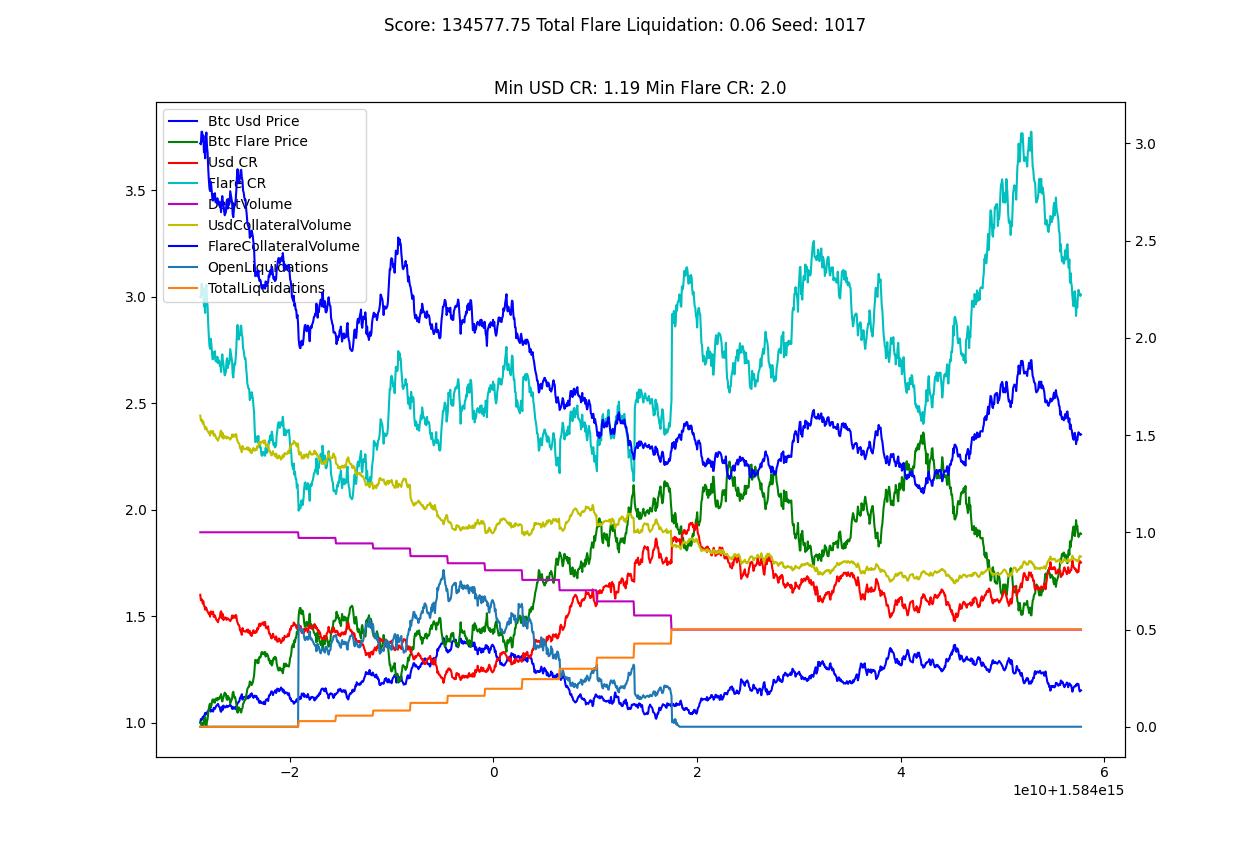 Score: 134577.75 Total Flare Liquidation: 0.06 Seed: 1017
Min USD CR: 1.19 Min Flare CR: 2.0
Btc Usd Price
Btc Flare Price
Usd CR
Flare CR
DebtVolume
UsdCollateralVolume
FlareCollateralVolume
OpenLiquidations
TotalLiquidations
3.5
3.0
2.5
2.0
1.5
1.0
3.0
2.5
2.0
1.5
1.0
0.5
0.0
−2
0
2
4
6
1e10+1.584e15